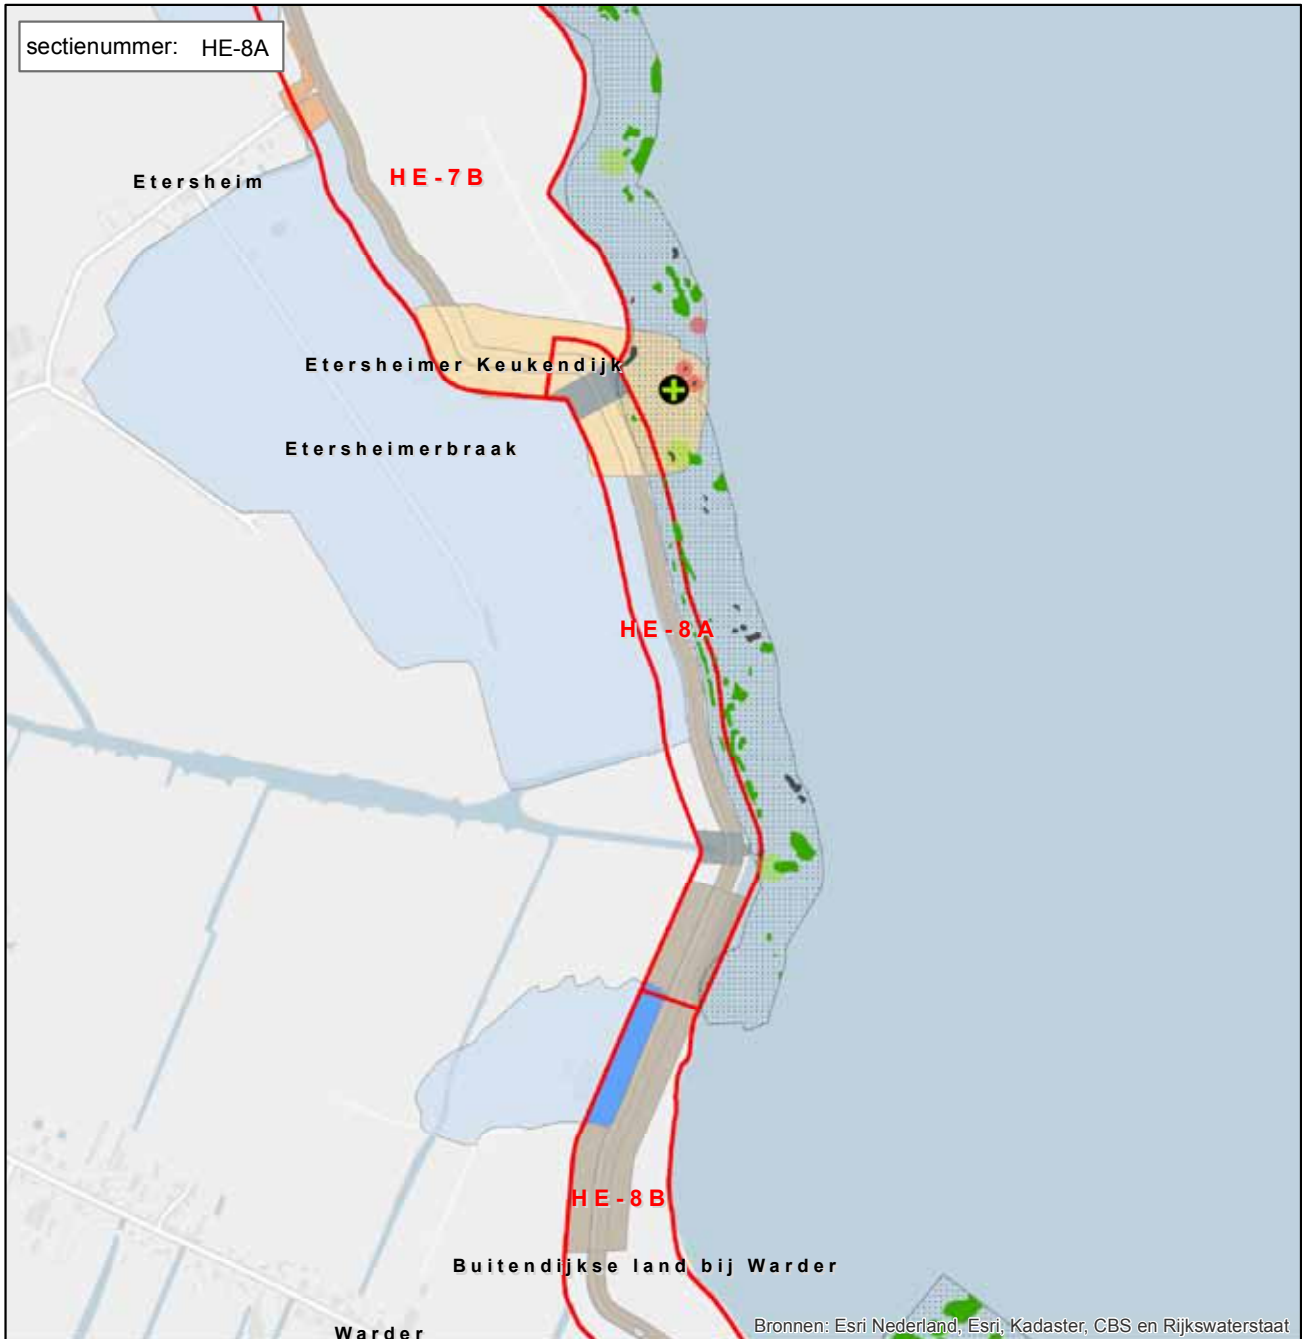 sectienummer: HE-8A
HE-7B
Etersheim
Etersheimer Keukendijk
Etersheimerbraak
HE-8A
HE-8B
Buitendijkse land bij Warder
Warder
Bronnen: Esri Nederland, Esri, Kadaster, CBS en Rijkswaterstaat